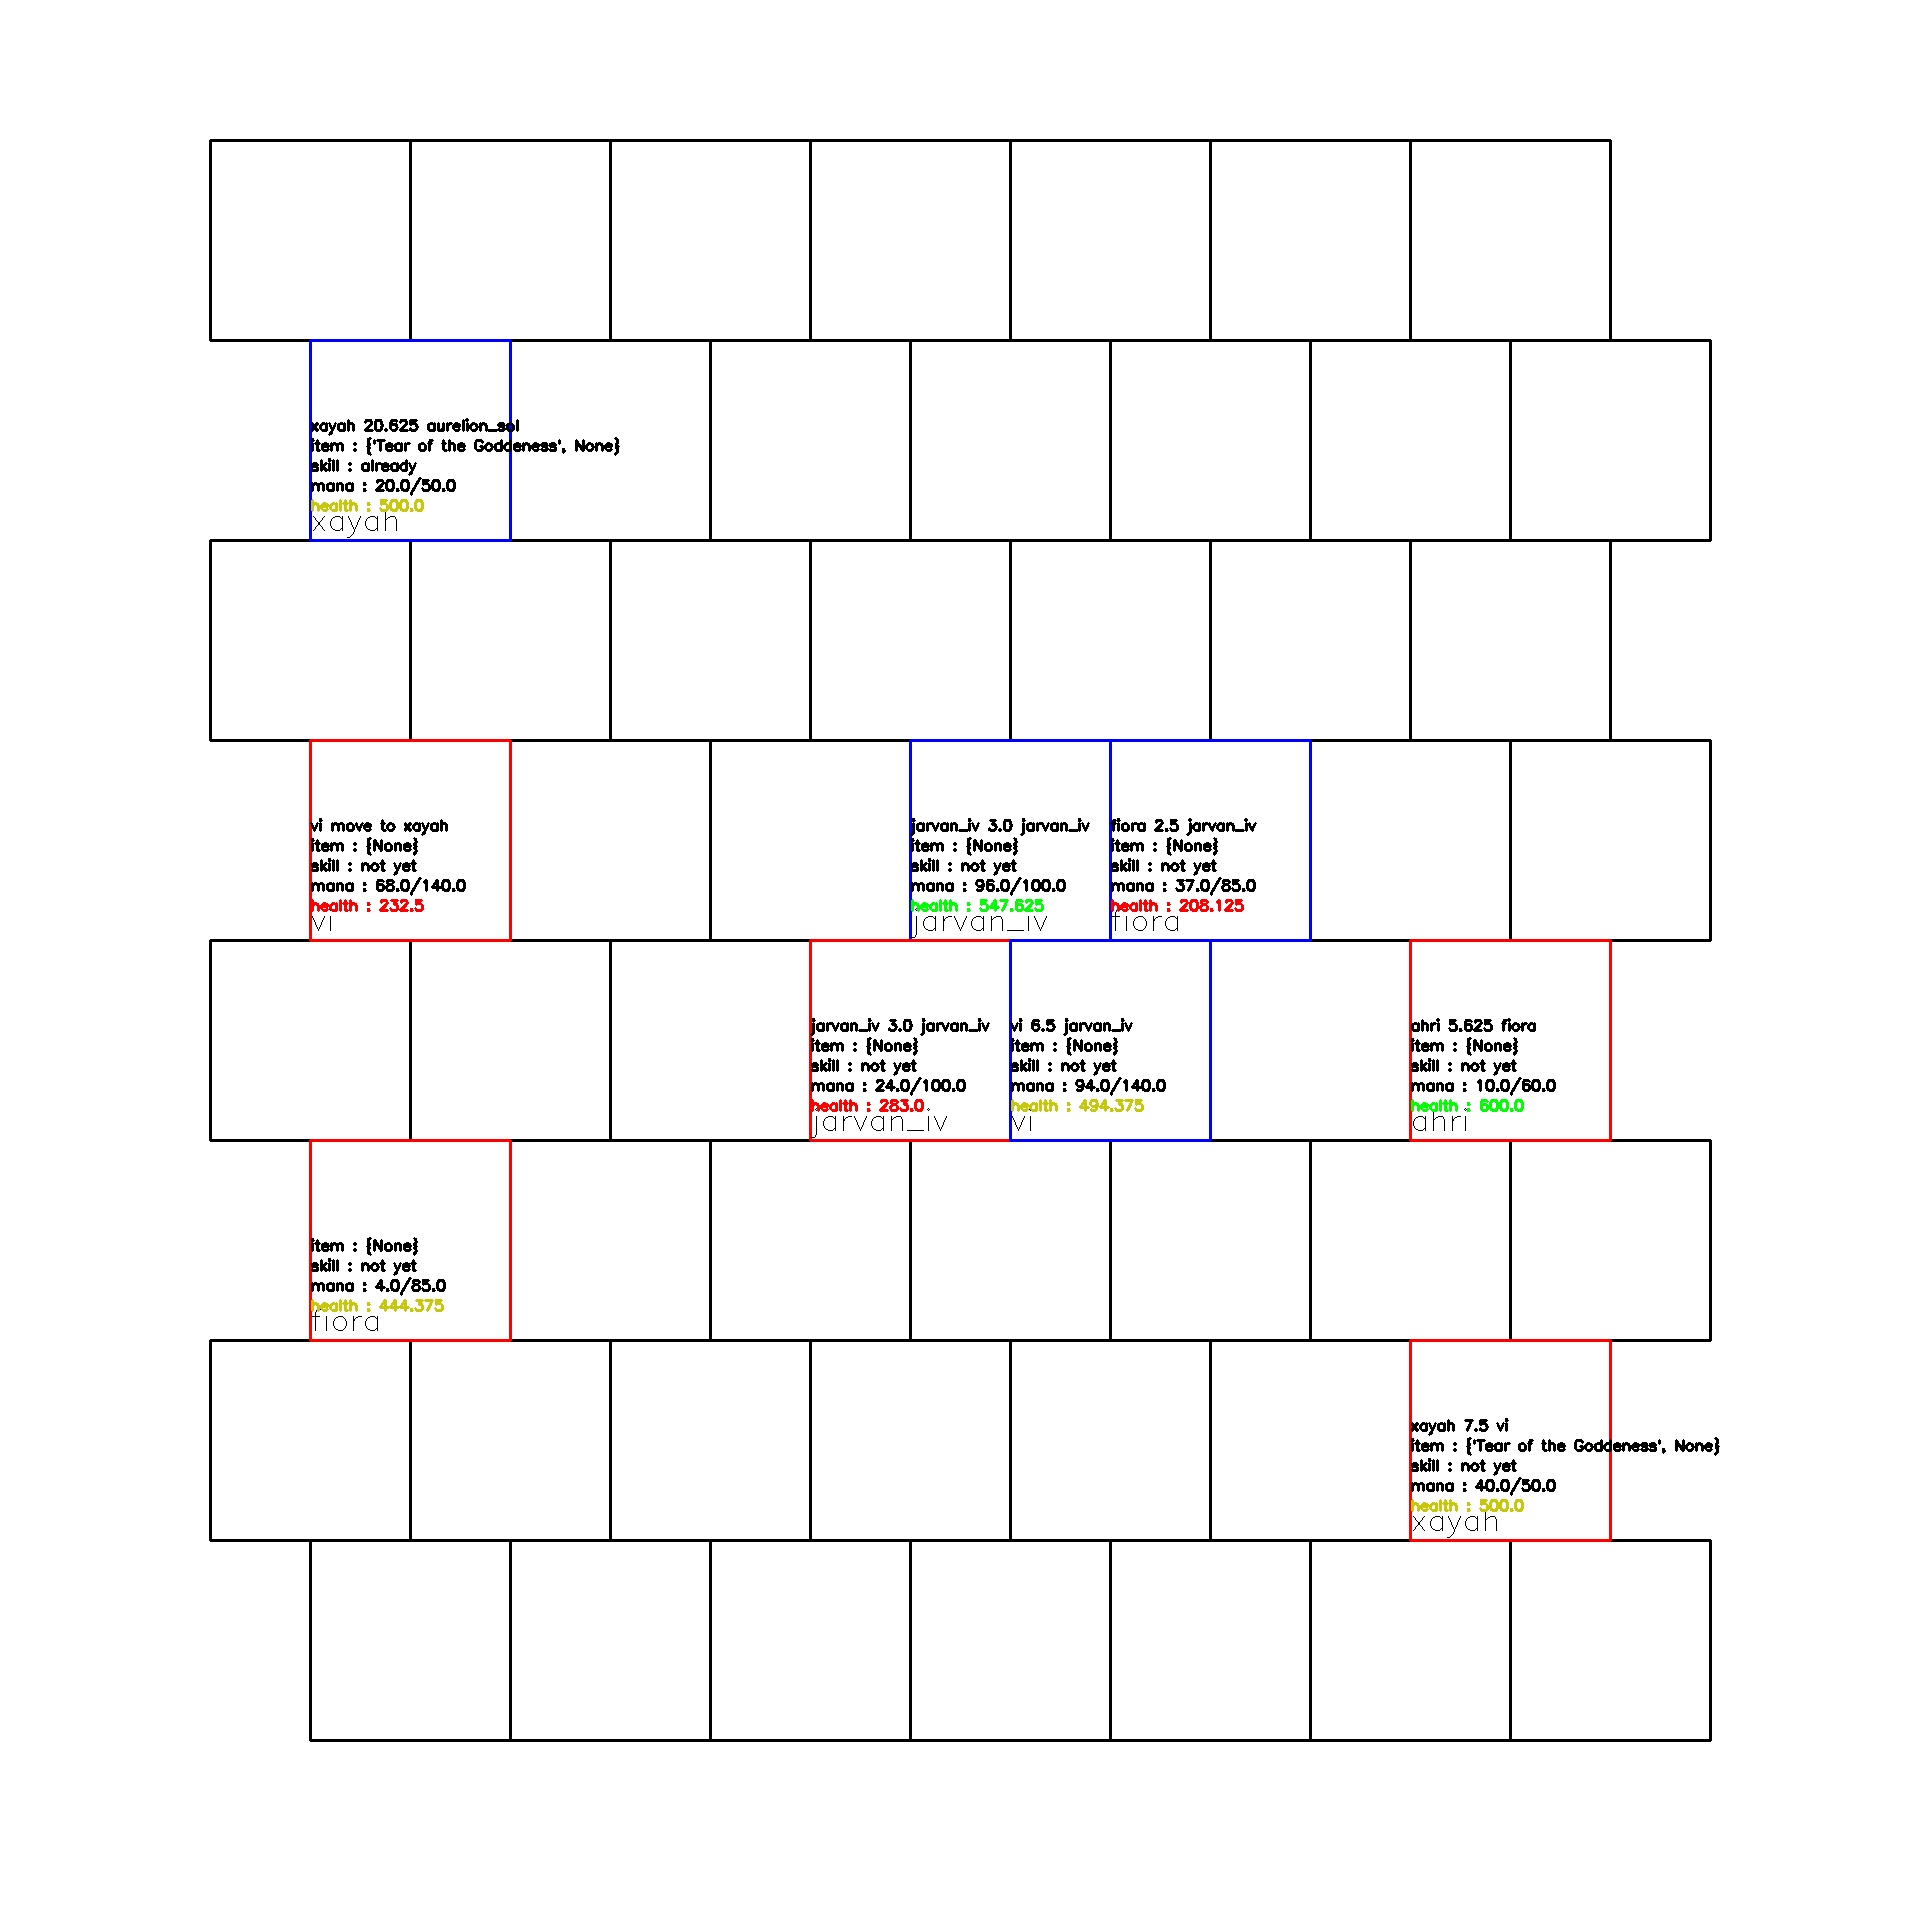 xayah 20.625 aurelion_sol
item : {'Tear of the Goddeness', None}
skill : already
mana : 20.0/50.0
health : 500.0
xayah
vi move to xayah
item : {None}
skill : not yet
mana : 68.0/140.0
health : 232.5
vi
jarvan_iv 3.0 jarvan_iv
item : {None}
skill : not yet
mana : 96.0/100.0
health : 547.625
jarvan_iv
fiora 2.5 jarvan_iv
item : {None}
skill : not yet
mana : 37.0/85.0
health : 208.125
fiora
jarvan_iv 3.0 jarvan_iv
item : {None}
skill : not yet
mana : 24.0/100.0
health : 283.0
jarvan_iv
vi 6.5 jarvan_iv
item : {None}
skill : not yet
mana : 94.0/140.0
health : 494.375
vi
ahri 5.625 fiora
item : {None}
skill : not yet
mana : 10.0/60.0
health : 600.0
ahri
item : {None}
skill : not yet
mana : 4.0/85.0
health : 444.375
fiora
xayah 7.5 vi
item : {'Tear of the Goddeness', None}
skill : not yet
mana : 40.0/50.0
health : 500.0
xayah